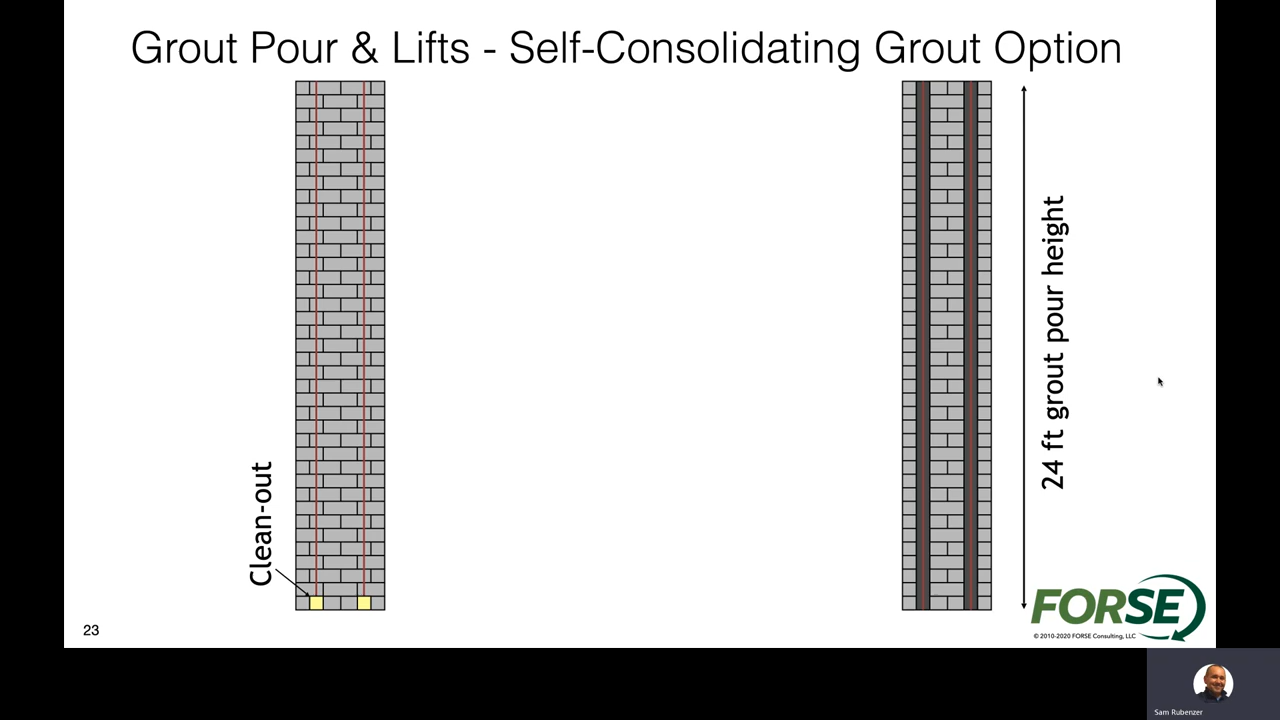 Grout Pour & Lifts - Self-Consolidating Grout Option
Clean-out
24 ft grout pour height
FORSE
© 2010-2020 FORSE Consulting, LLC
23
Sam Rubenzer